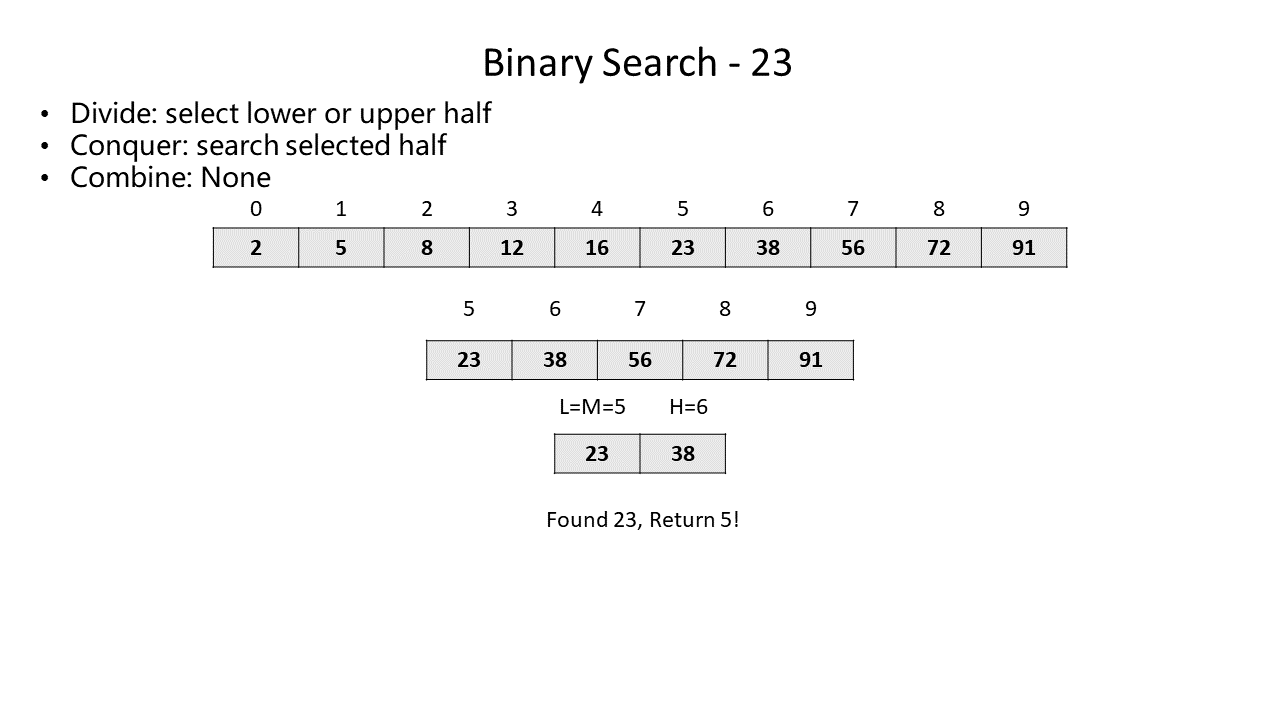 Binary Search - 23
• Divide: select lower or upper half
• Conquer: search selected half
• Combine: None
0 1 2 3 4 5 6 7 8 9
2 5 8 12 16 23 38 56 72 91
5 6 7 8 9
23 38 56 72 91
L=M=5 H=6
23 38
Found 23, Return 5!